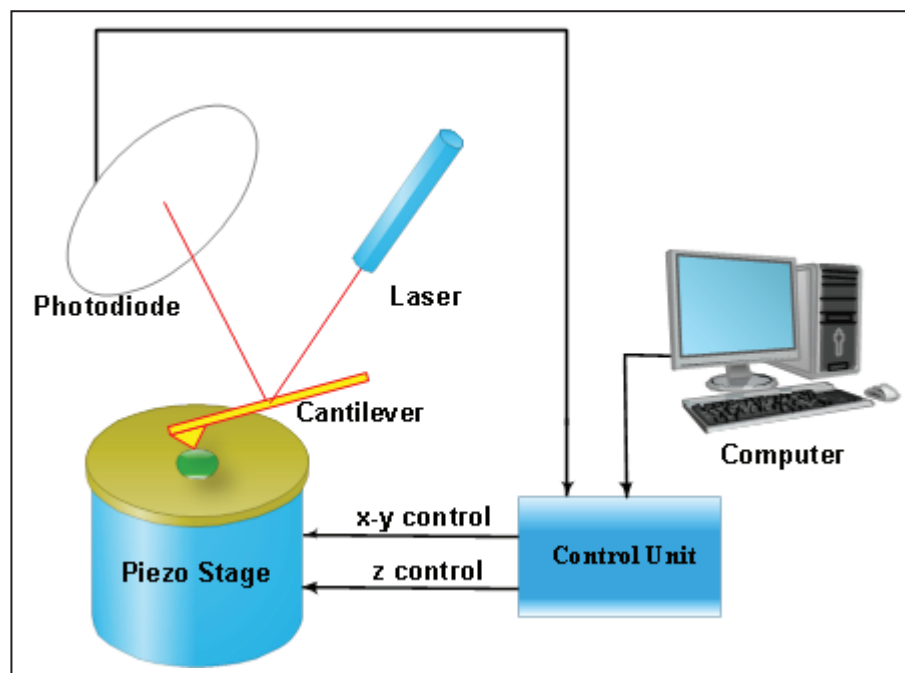 Photodiode
Laser
Cantilever
Computer
x-y control
Control Unit
Piezo Stage
z control